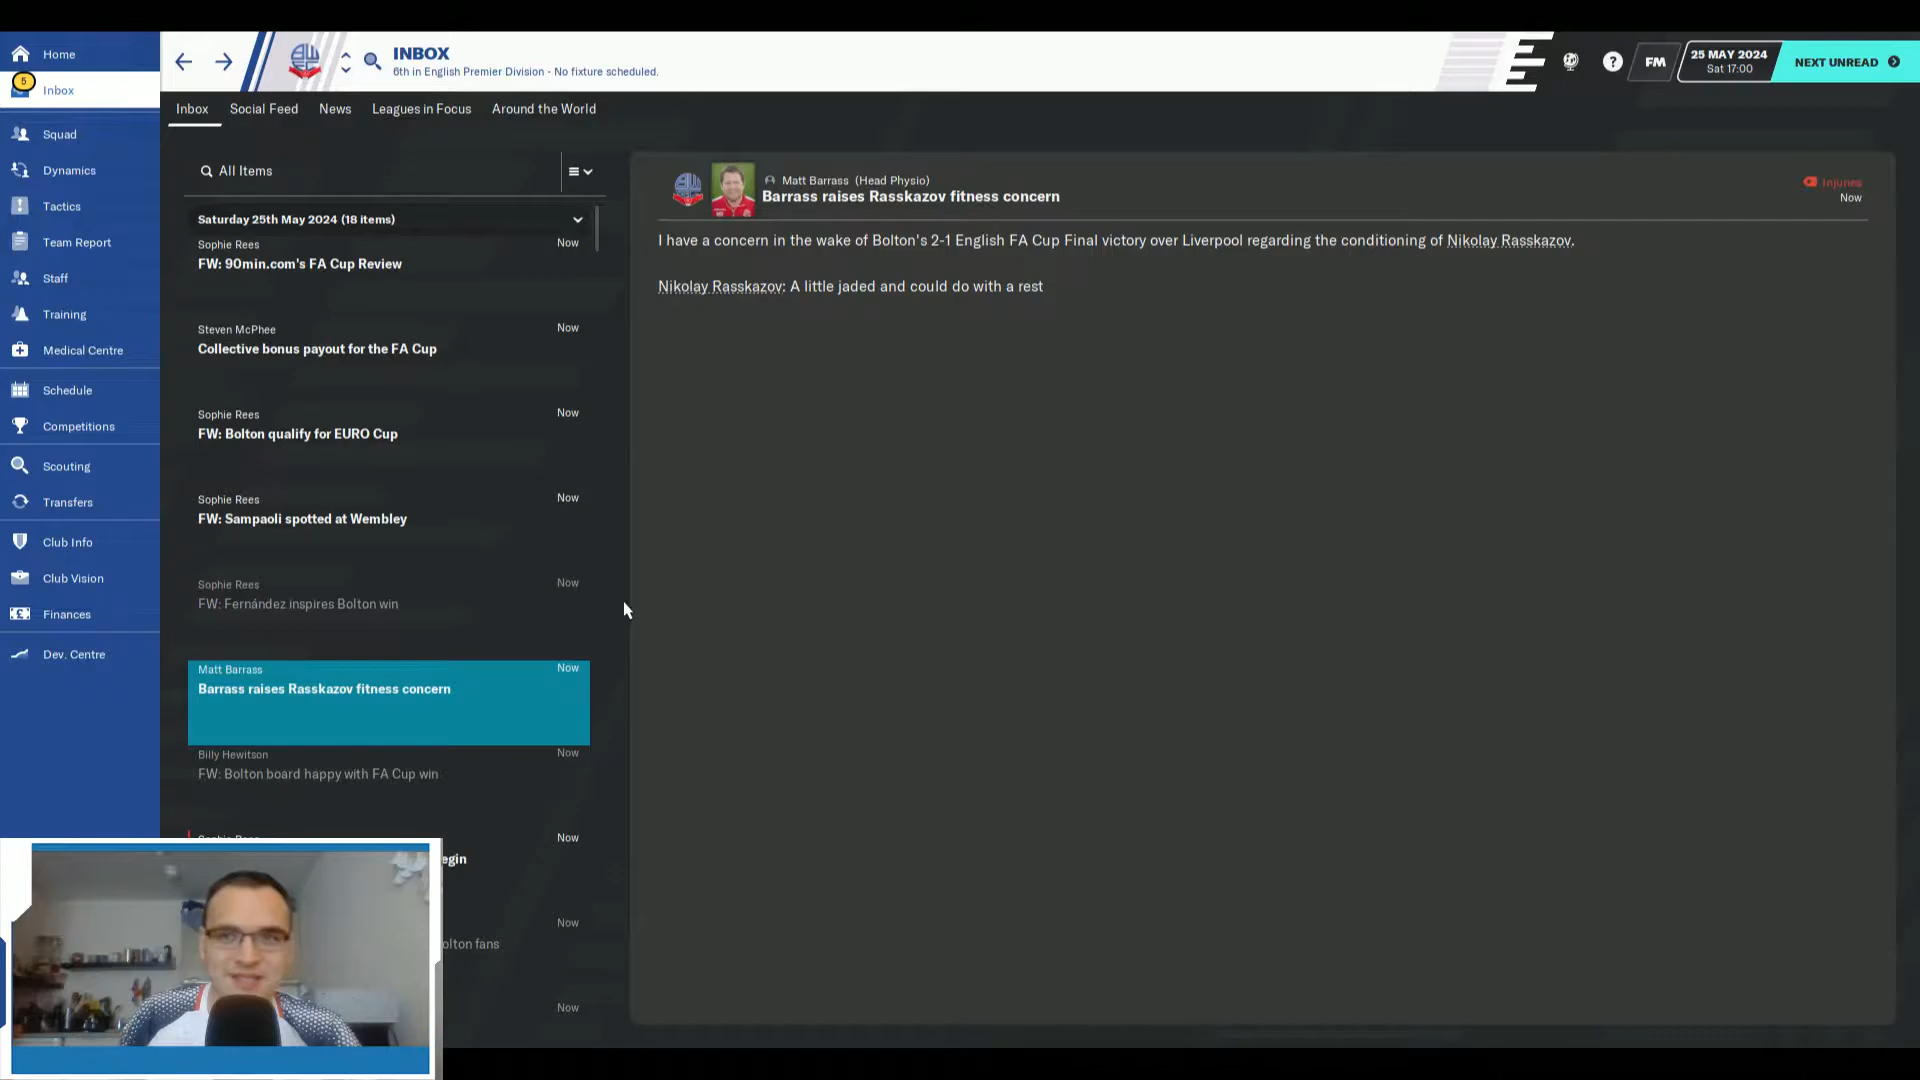 Home
5
Inbox
Squad
Dynamics
Tactics
Team Report
Staff
Training
Medical Centre
Schedule
Competitions
Scouting
Transfers
Club Info
Club Vision
Finances
Dev. Centre
INBOX
6th in English Premier Division - No fixture scheduled.
?
FM
25 MAY 2024
Sat 17:00
NEXT UNREAD
Inbox
Social Feed
News
Leagues in Focus
Around the World
All Items
Saturday 25th May 2024 (18 items)
Sophie Rees
Now
FW: 90min.com's FA Cup Review
Steven McPhee
Now
Collective bonus payout for the FA Cup
Sophie Rees
Now
FW: Bolton qualify for EURO Cup
Sophie Rees
Now
FW: Sampaoli spotted at Wembley
Sophie Rees
Now
FW: Fernández inspires Bolton win
Matt Barrass
Now
Barrass raises Rasskazov fitness concern
Billy Hewitson
Now
FW: Bolton board happy with FA Cup win
Now
egin
Now
olton fans
Now
Matt Barrass (Head Physio)
Barrass raises Rasskazov fitness concern
Injuries
Now
I have a concern in the wake of Bolton's 2-1 English FA Cup Final victory over Liverpool regarding the conditioning of Nikolay Rasskazov.
Nikolay Rasskazov: A little jaded and could do with a rest